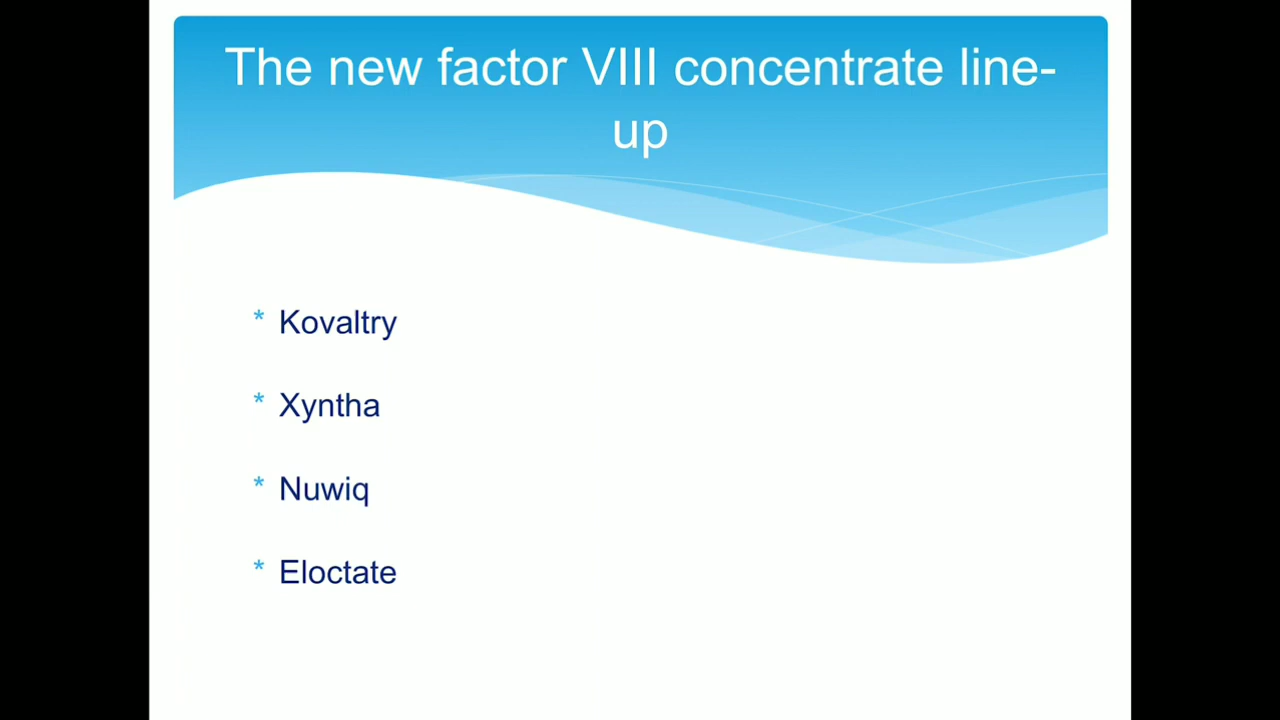 The new factor VIII concentrate line-
up
* Kovaltry
* Xyntha
* Nuwiq
* Eloctate